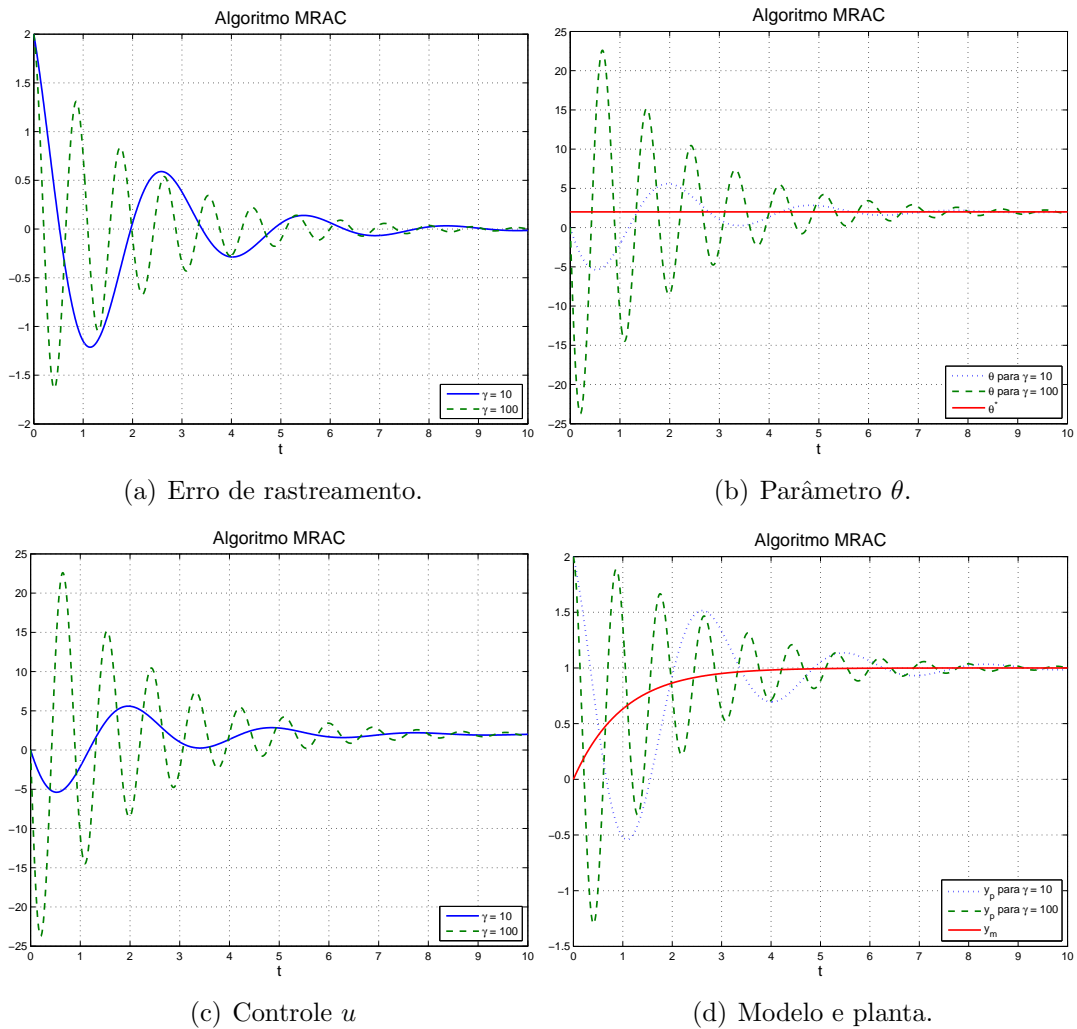 Algoritmo MRAC
2
1.5
1
0.5
0
−0.5
−1
−1.5
−2
0 1 2 3 4 5 6 7 8 9 10
t
γ = 10
γ = 100
(a) Erro de rastreamento.
Algoritmo MRAC
25
20
15
10
5
0
−5
−10
−15
−20
−25
0 1 2 3 4 5 6 7 8 9 10
t
θ para γ = 10
θ para γ = 100
θ*
(b) Parâmetro θ.
Algoritmo MRAC
25
20
15
10
5
0
−5
−10
−15
−20
−25
0 1 2 3 4 5 6 7 8 9 10
t
γ = 10
γ = 100
(c) Controle u
Algoritmo MRAC
2
1.5
1
0.5
0
−0.5
−1
−1.5
0 1 2 3 4 5 6 7 8 9 10
t
y_p para γ = 10
y_p para γ = 100
y_m
(d) Modelo e planta.